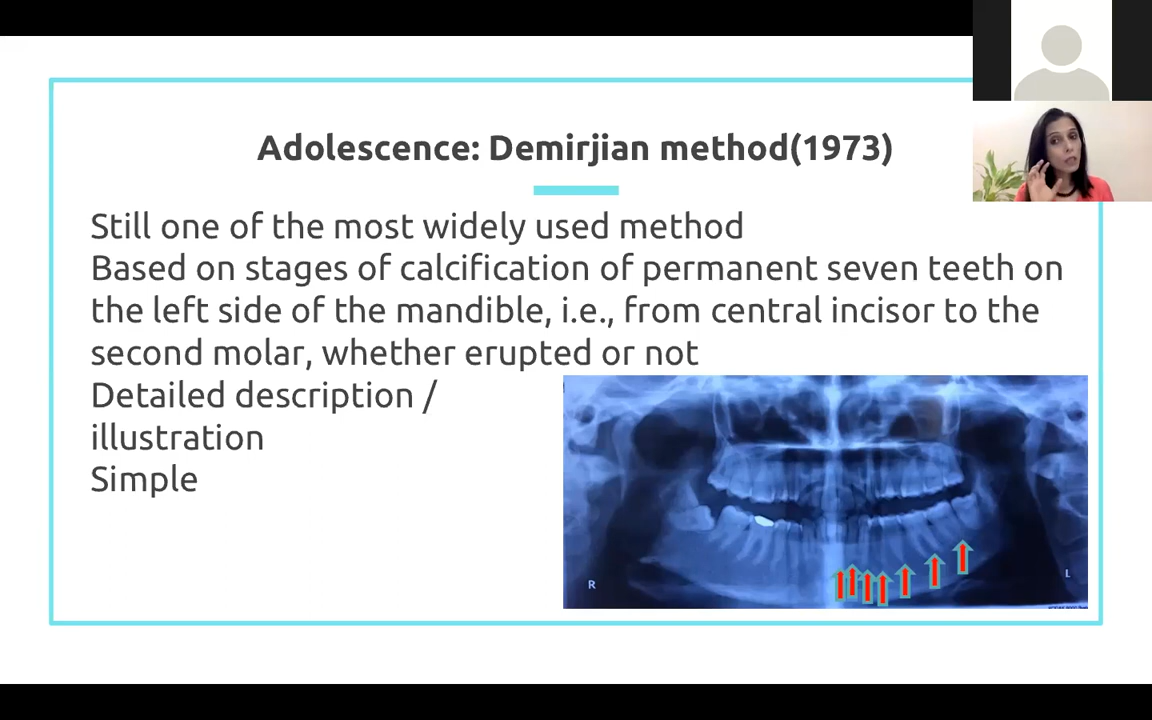 Adolescence: Demirjian method(1973)
Still one of the most widely used method
Based on stages of calcification of permanent seven teeth on
the left side of the mandible, i.e., from central incisor to the
second molar, whether erupted or not
Detailed description /
illustration
Simple
R
L